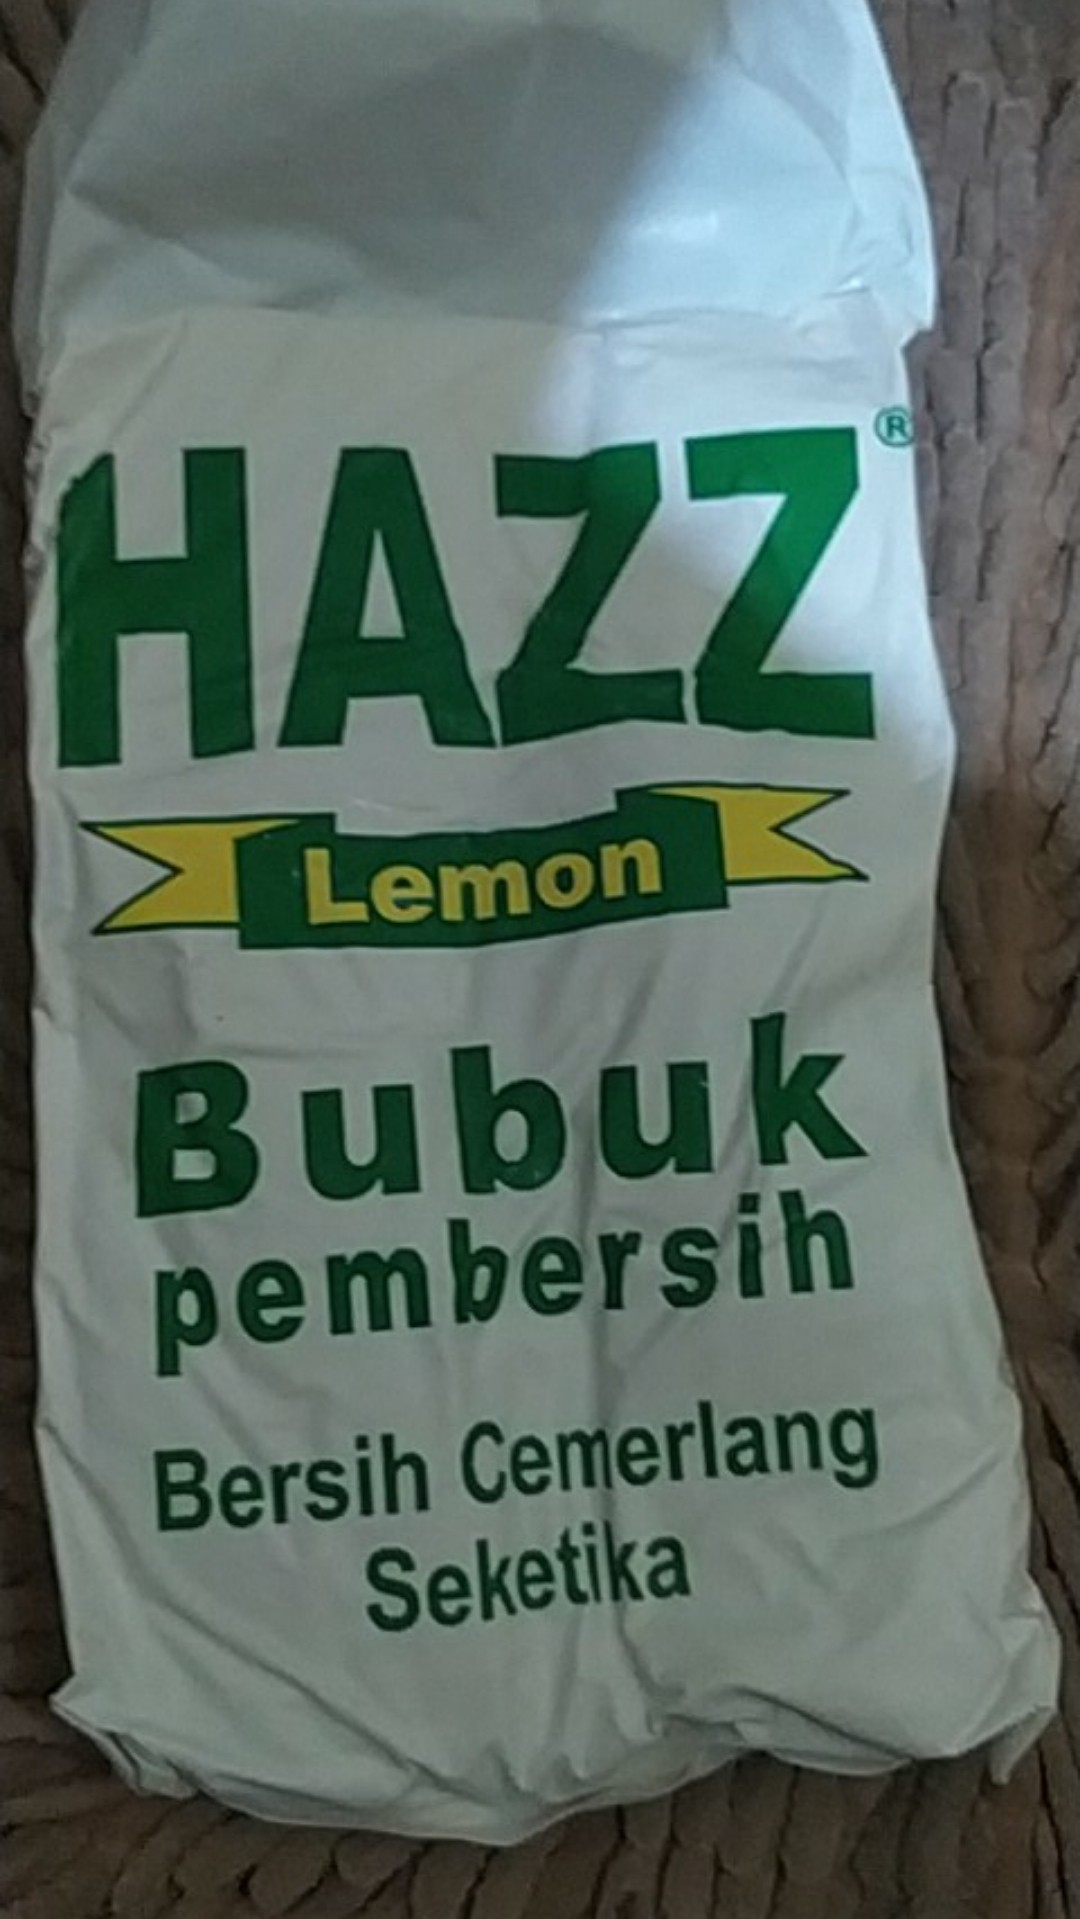 HAZZ®
Lemon
Bubuk
pembersih
Bersih Cemerlang
Seketika